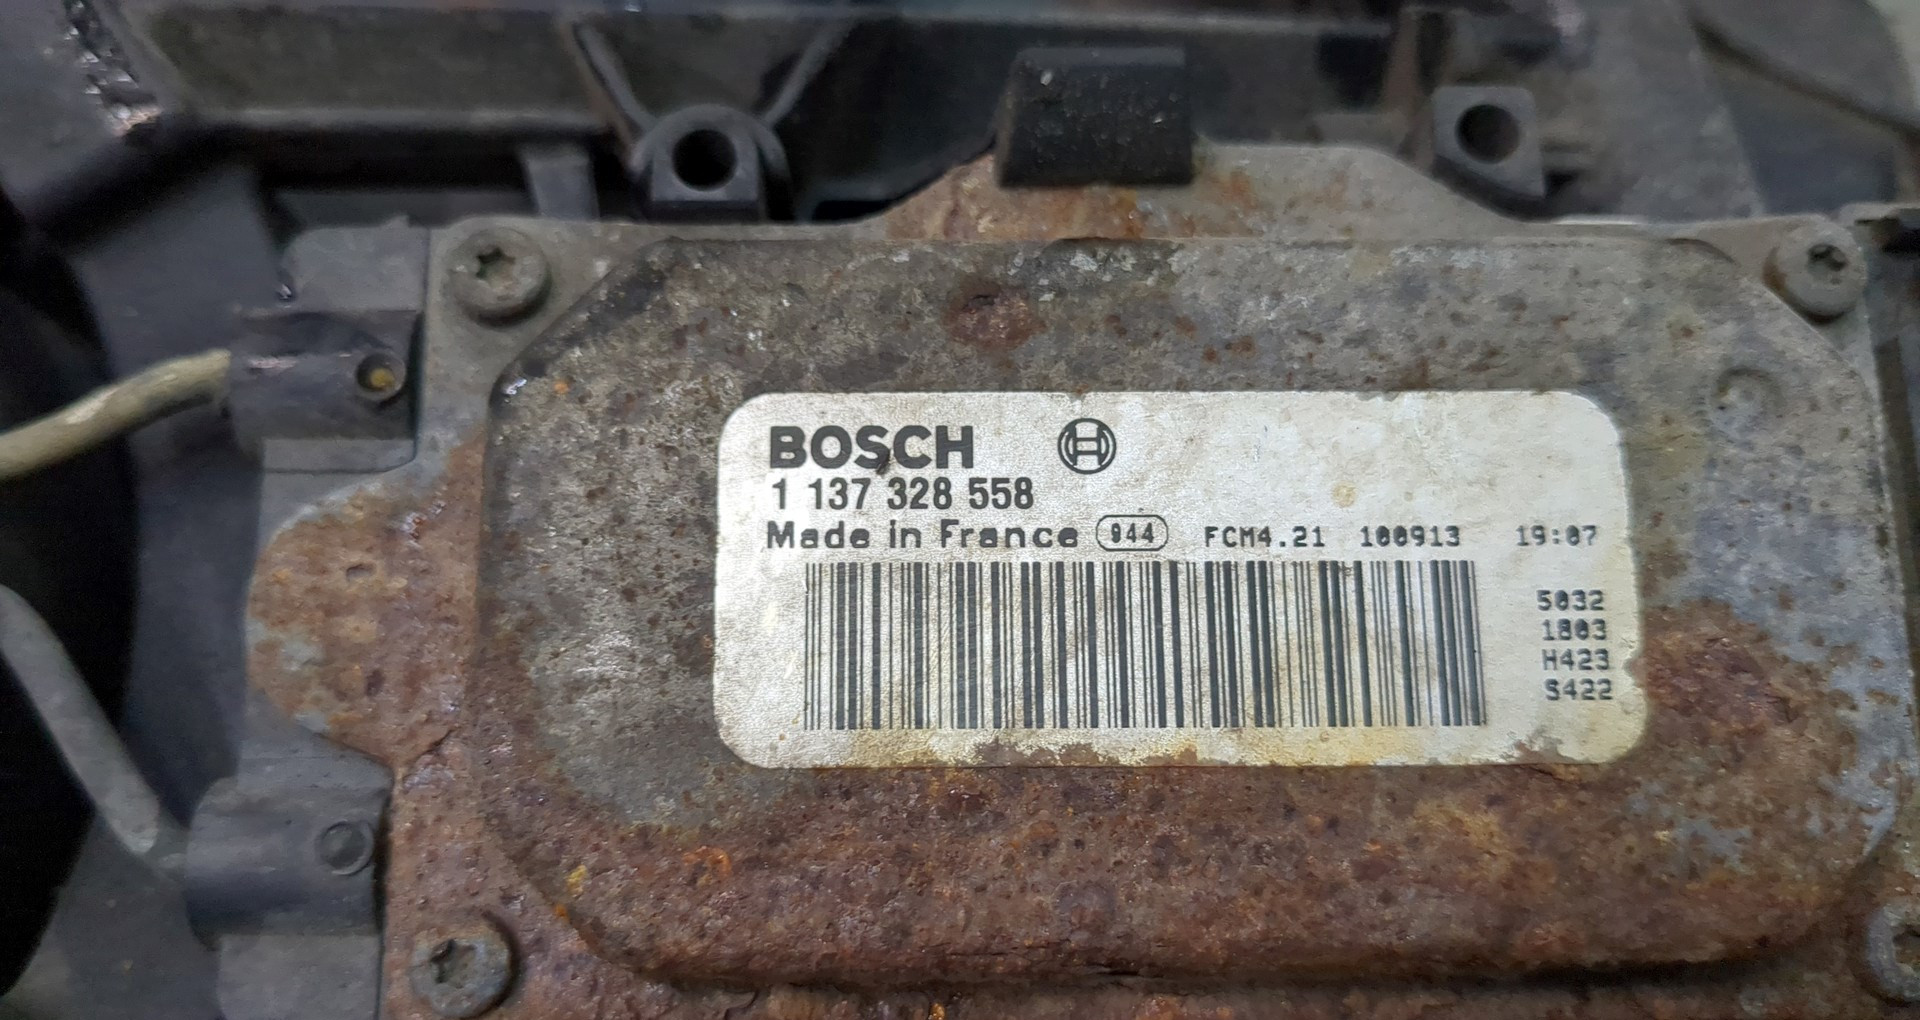 BOSCH
1 137 328 558
Made in France 944 FCM4.21 100913 19:07
5032
1803
H423
S422